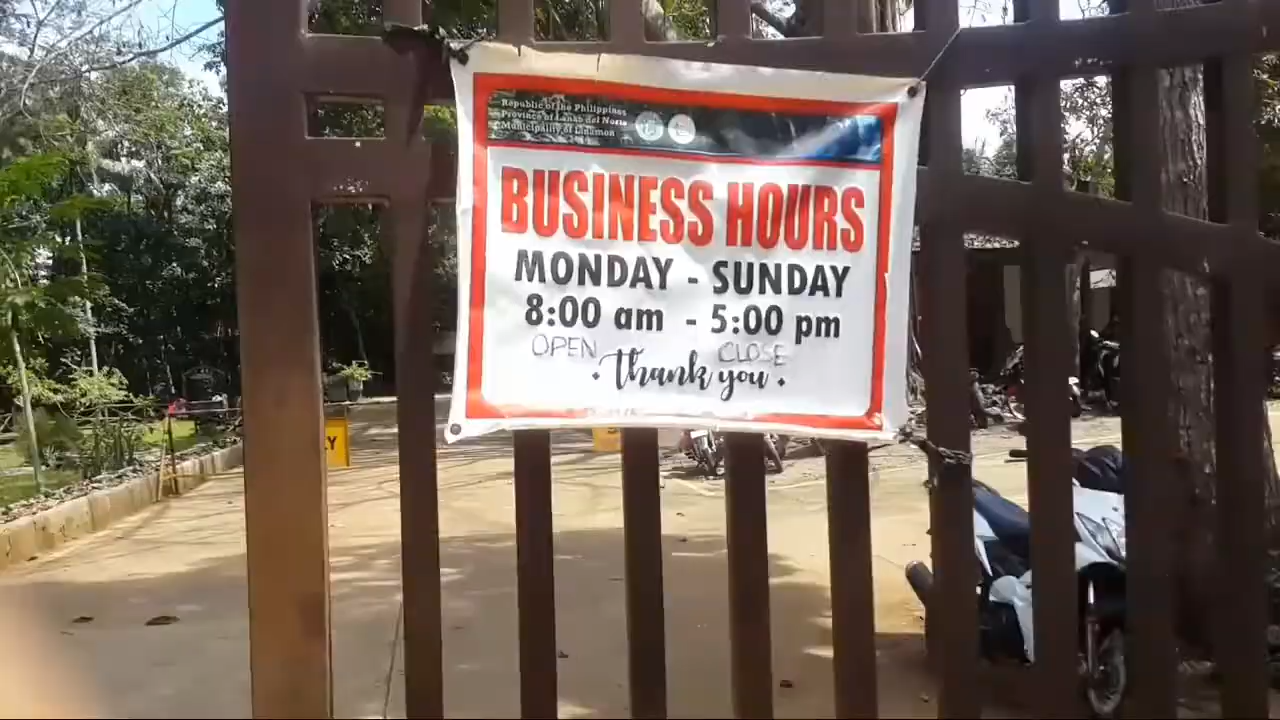 Republic of the Philippines
Province of Lanao del Norte
Municipality of Linamon
BUSINESS HOURS
MONDAY - SUNDAY
8:00 am - 5:00 pm
OPEN CLOSE
• thank you •